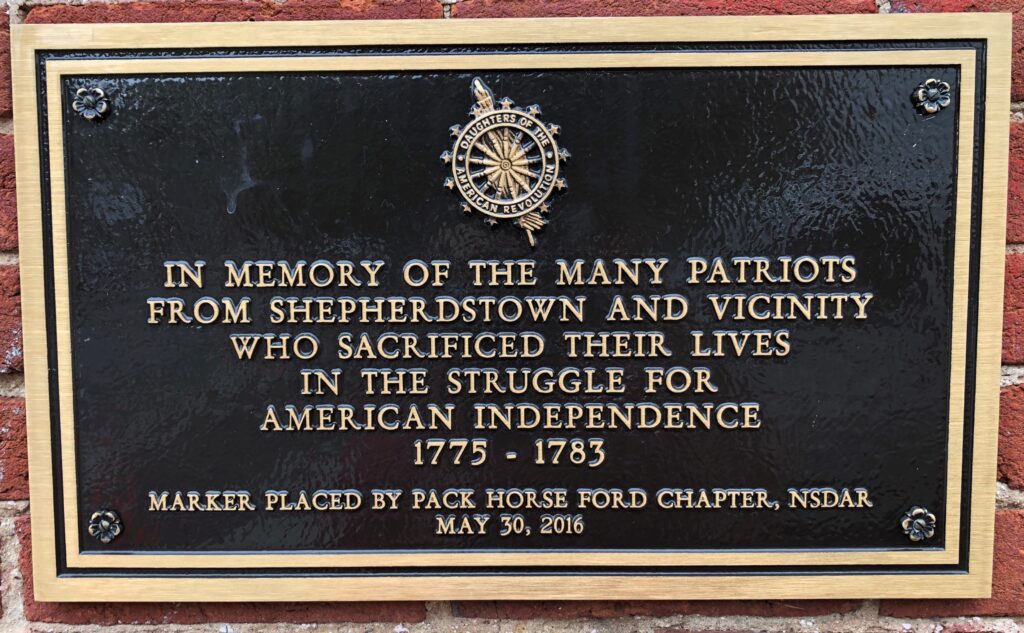 DAUGHTERS OF THE
AMERICAN REVOLUTION
IN MEMORY OF THE MANY PATRIOTS
FROM SHEPHERDSTOWN AND VICINITY
WHO SACRIFICED THEIR LIVES
IN THE STRUGGLE FOR
AMERICAN INDEPENDENCE
1775 - 1783
MARKER PLACED BY PACK HORSE FORD CHAPTER, NSDAR
MAY 30, 2016